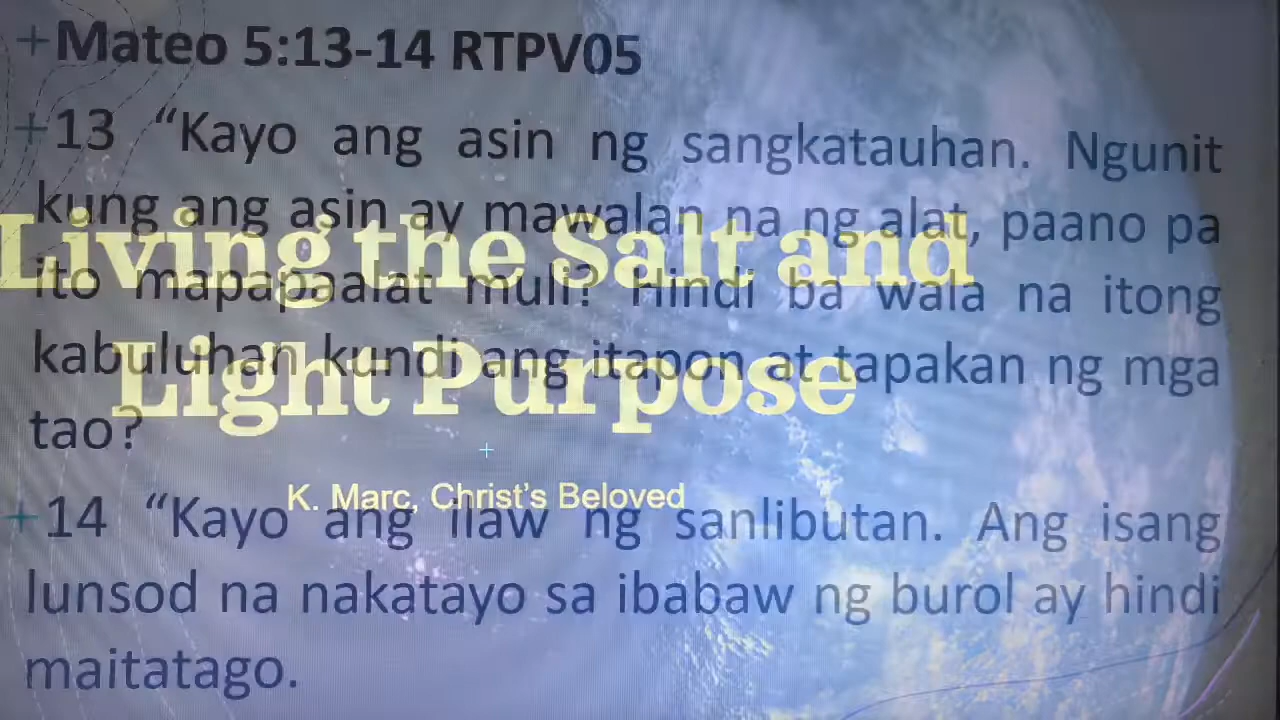 +Mateo 5:13-14 RTPV05
+13 “Kayo ang asin ng sangkatauhan. Ngunit
kung ang asin ay mawalan na ng alat, paano pa
ito mapapaalat muli? Hindi ba wala na itong
kabuluhan kundi ang itapon at tapakan ng mga
tao?
+14 “Kayo ang ilaw ng sanlibutan. Ang isang
lunsod na nakatayo sa ibabaw ng burol ay hindi
maitatago.
Living the Salt and
Light Purpose
K. Marc, Christ's Beloved